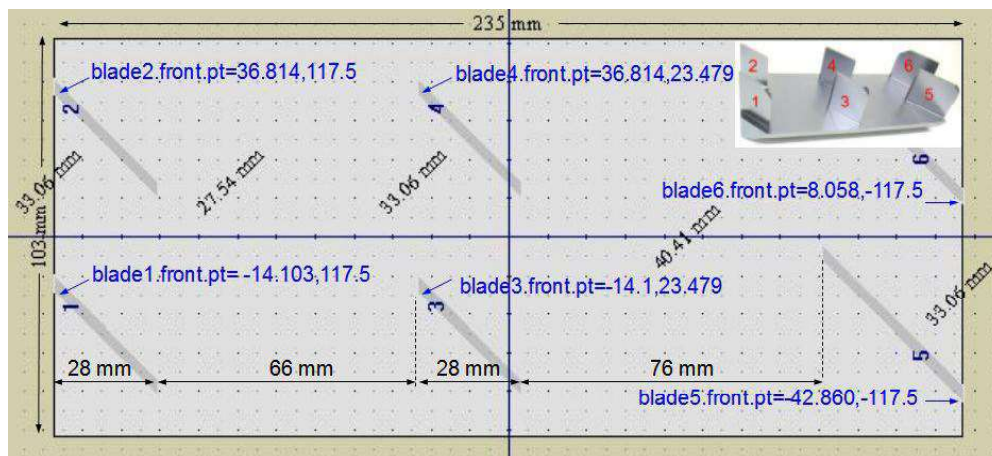 235 mm
blade2.front.pt=36.814,117.5
blade4.front.pt=36.814,23.479
2
4
6
1
3
5
2
4
6
33.06 mm
27.54 mm
33.06 mm
blade6.front.pt=8.058,-117.5
103 mm
40.41 mm
blade1.front.pt= -14.103,117.5
blade3.front.pt=-14.1,23.479
33.06 mm
1
3
5
28 mm
66 mm
28 mm
76 mm
blade5.front.pt=-42.860,-117.5